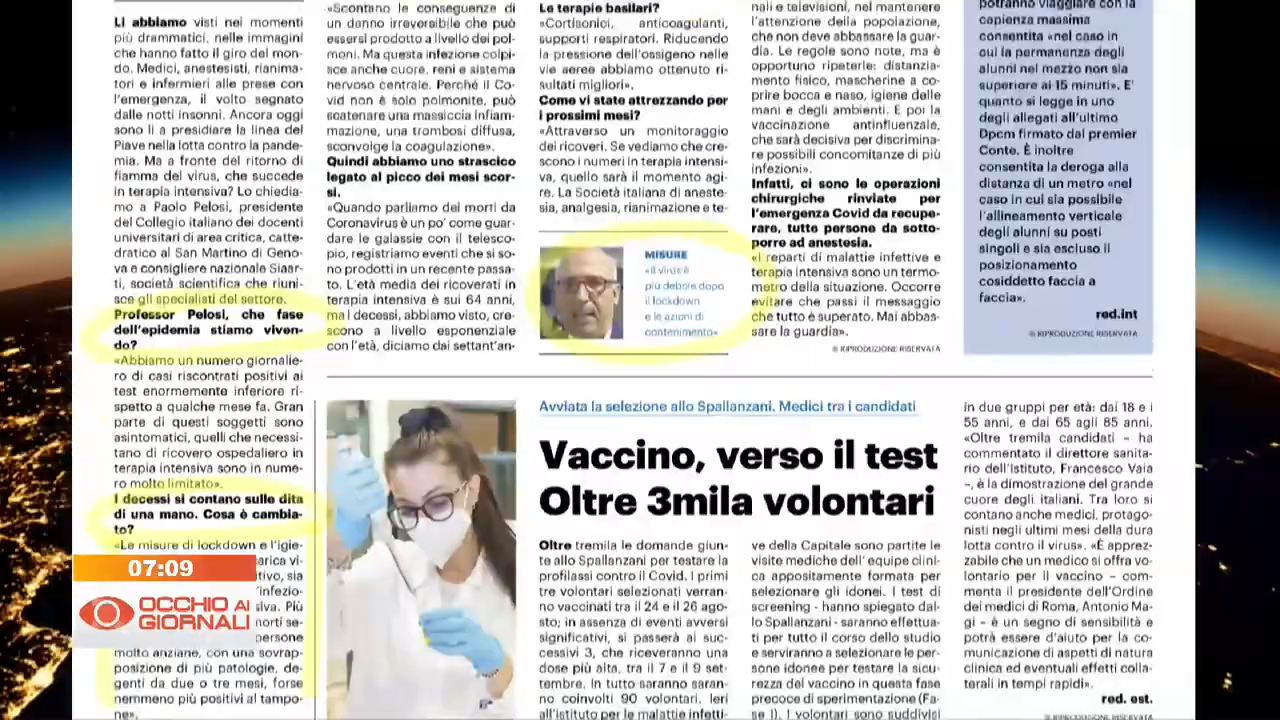 Li abbiamo visti nei momenti
più drammatici, nelle immagini
che hanno fatto il giro del mon-
do. Medici, anestesisti, rianima-
tori e infermieri alle prese con
l'emergenza, il volto segnato
dalle notti insonni. Ancora oggi
sono lì a presidiare la linea del
Piave nella lotta contro la pande-
mia. Ma a fronte del ritorno di
fiamma del virus, che succede
in terapia intensiva? Lo chiedia-
mo a Paolo Pelosi, presidente
del Collegio italiano dei docenti
universitari di area critica, catte-
dratico al San Martino di Geno-
va e consigliere nazionale Siaar-
ti, società scientifica che riuni-
sce gli specialisti del settore.
Professor Pelosi, che fase
dell'epidemia stiamo viven-
do?
«Abbiamo un numero giornalie-
ro di casi riscontrati positivi ai
test enormemente inferiore ri-
spetto a qualche mese fa. Gran
parte di questi soggetti sono
asintomatici, quelli che necessi-
tano di ricovero ospedaliero in
terapia intensiva sono in nume-
ro molto limitato».
I decessi si contano sulle dita
di una mano. Cosa è cambia-
to?
«Le misure di lockdown e l'igie-
arica vi-
tivo, sia
'infezio-
siva. Più
morti se-
persone
molto anziane, con una sovrap-
posizione di più patologie, de-
genti da due o tre mesi, forse
nemmeno più positivi al tampo-
ne».
«Scontano le conseguenze di
un danno irreversibile che può
essersi prodotto a livello dei pol-
moni. Ma questa infezione colpi-
sce anche cuore, reni e sistema
nervoso centrale. Perché il Co-
vid non è solo polmonite, può
scatenare una massiccia infiam-
mazione, una trombosi diffusa,
sconvolge la coagulazione».
Quindi abbiamo uno strascico
legato al picco dei mesi scor-
si.
«Quando parliamo dei morti da
Coronavirus è un po' come guar-
dare le galassie con il telesco-
pio, registriamo eventi che si so-
no prodotti in un recente passa-
to. L'età media dei ricoverati in
terapia intensiva è sui 64 anni,
ma i decessi, abbiamo visto, cre-
scono a livello esponenziale
con l'età, diciamo dai settant'an-
Le terapie basilari?
«Cortisonici, anticoagulanti,
supporti respiratori. Riducendo
la pressione dell'ossigeno nelle
vie aeree abbiamo ottenuto ri-
sultati migliori».
Come vi state attrezzando per
i prossimi mesi?
«Attraverso un monitoraggio
dei ricoveri. Se vediamo che cre-
scono i numeri in terapia intensi-
va, quello sarà il momento agi-
re. La Società italiana di aneste-
sia, analgesia, rianimazione e te-
MISURE
«Il virus è
più debole dopo
il lockdown
e le azioni di
contenimento»
nali e televisioni, nel mantenere
l'attenzione della popolazione,
che non deve abbassare la guar-
dia. Le regole sono note, ma è
opportuno ripeterle: distanzia-
mento fisico, mascherine a co-
prire bocca e naso, igiene delle
mani e degli ambienti. E poi la
vaccinazione antinfluenzale,
che sarà decisiva per discrimina-
re possibili concomitanze di più
infezioni».
Infatti, ci sono le operazioni
chirurgiche rinviate per
l'emergenza Covid da recupe-
rare, tutte persone da sotto-
porre ad anestesia.
«I reparti di malattie infettive e
terapia intensiva sono un termo-
metro della situazione. Occorre
evitare che passi il messaggio
che tutto è superato. Mai abbas-
sare la guardia».
© RIPRODUZIONE RISERVATA
potranno viaggiare con la
capienza massima
consentita «nel caso in
cui la permanenza degli
alunni nel mezzo non sia
superiore ai 15 minuti». E'
quanto si legge in uno
degli allegati all'ultimo
Dpcm firmato dal premier
Conte. È inoltre
consentita la deroga alla
distanza di un metro «nel
caso in cui sia possibile
l'allineamento verticale
degli alunni su posti
singoli e sia escluso il
posizionamento
cosiddetto faccia a
faccia».
red.int
© RIPRODUZIONE RISERVATA
Avviata la selezione allo Spallanzani. Medici tra i candidati
Vaccino, verso il test
Oltre 3mila volontari
Oltre tremila le domande giun-
te allo Spallanzani per testare la
profilassi contro il Covid. I primi
tre volontari selezionati verran-
no vaccinati tra il 24 e il 26 ago-
sto; in assenza di eventi avversi
significativi, si passerà ai suc-
cessivi 3, che riceveranno una
dose più alta, tra il 7 e il 9 set-
tembre. In tutto saranno saran-
no coinvolti 90 volontari. Ieri
all'istituto per le malattie infetti-
ve della Capitale sono partite le
visite mediche dell' equipe clini-
ca appositamente formata per
selezionare gli idonei. I test di
screening - hanno spiegato dal-
lo Spallanzani - saranno effettua-
ti per tutto il corso dello studio
e serviranno a selezionare le per-
sone idonee per testare la sicu-
rezza del vaccino in questa fase
precoce di sperimentazione (Fa-
se I). I volontari sono suddivisi
in due gruppi per età: dai 18 e i
55 anni, e dai 65 agli 85 anni.
«Oltre tremila candidati – ha
commentato il direttore sanita-
rio dell'Istituto, Francesco Vaia
–, è la dimostrazione del grande
cuore degli italiani. Tra loro si
contano anche medici, protago-
nisti negli ultimi mesi della dura
lotta contro il virus». «È apprez-
zabile che un medico si offra vo-
lontario per il vaccino – com-
menta il presidente dell'Ordine
dei medici di Roma, Antonio Ma-
gi – è un segno di sensibilità e
potrà essere d'aiuto per la co-
municazione di aspetti di natura
clinica ed eventuali effetti colla-
terali in tempi rapidi».
red. est.
© RIPRODUZIONE RISERVATA
07:09
OCCHIO AI
GIORNALI